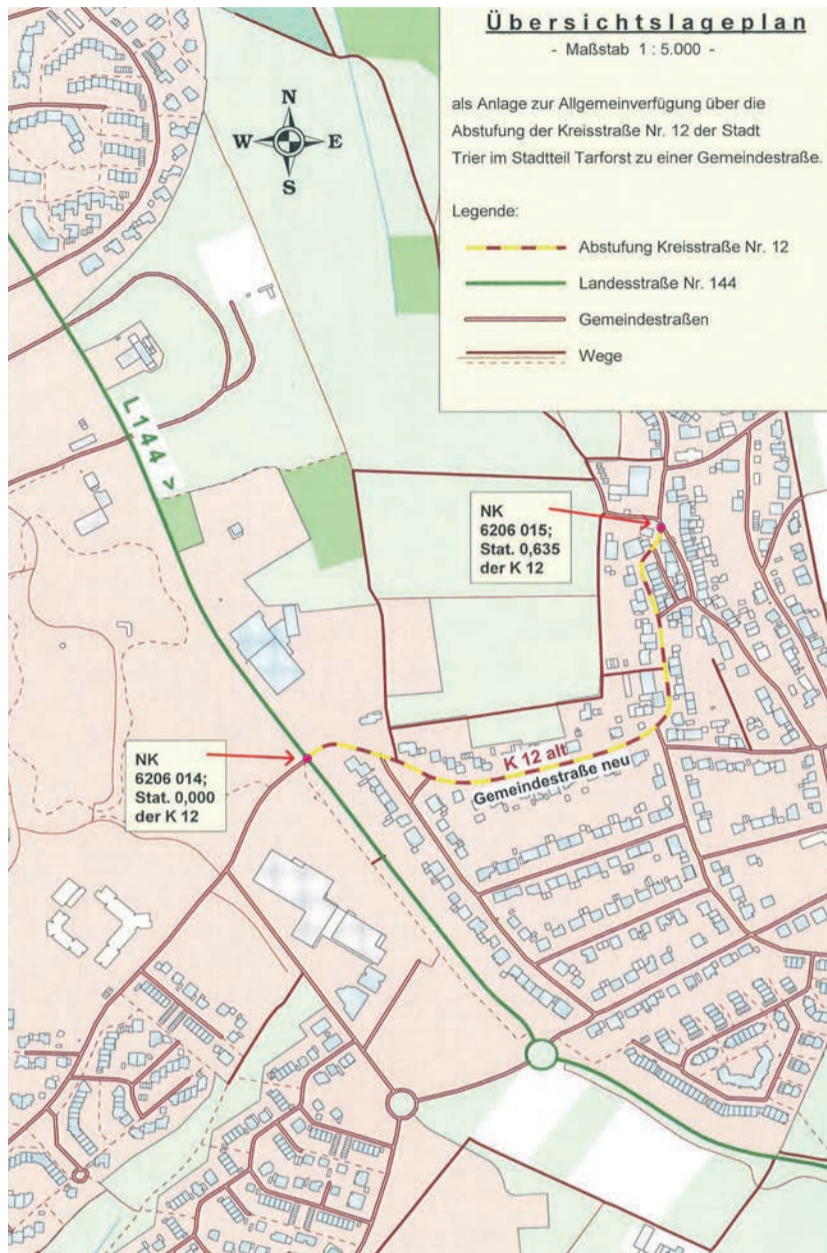 Übersichtslageplan
- Maßstab 1 : 5.000 -
als Anlage zur Allgemeinverfügung über die
Abstufung der Kreisstraße Nr. 12 der Stadt
Trier im Stadtteil Tarforst zu einer Gemeindestraße.
Legende:
Abstufung Kreisstraße Nr. 12
Landesstraße Nr. 144
Gemeindestraßen
Wege
N
W E
S
L 144 >
NK
6206 015;
Stat. 0,635
der K 12
NK
6206 014;
Stat. 0,000
der K 12
K 12 alt
Gemeindestraße neu